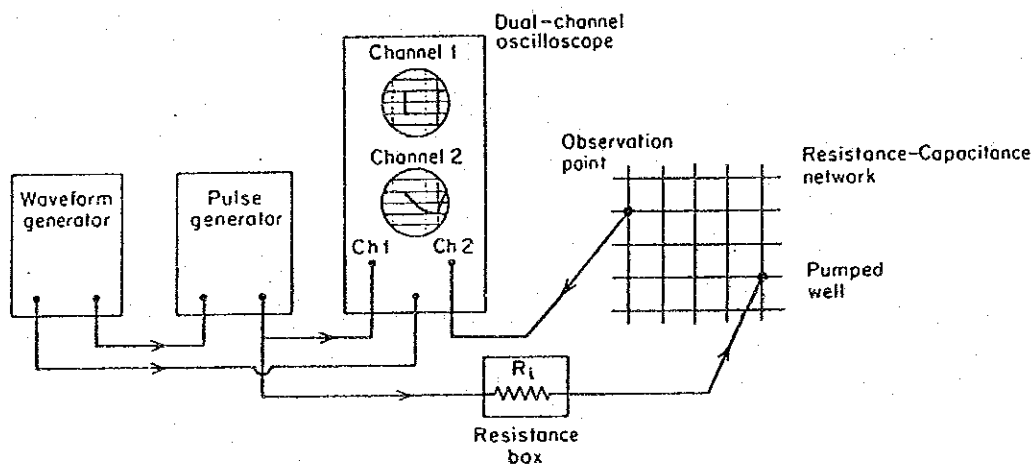 Dual-channel
oscilloscope
Channel 1
Channel 2
Ch 1
Ch 2
Waveform
generator
Pulse
generator
Observation
point
Resistance-Capacitance
network
Pumped
well
Ri
Resistance
box